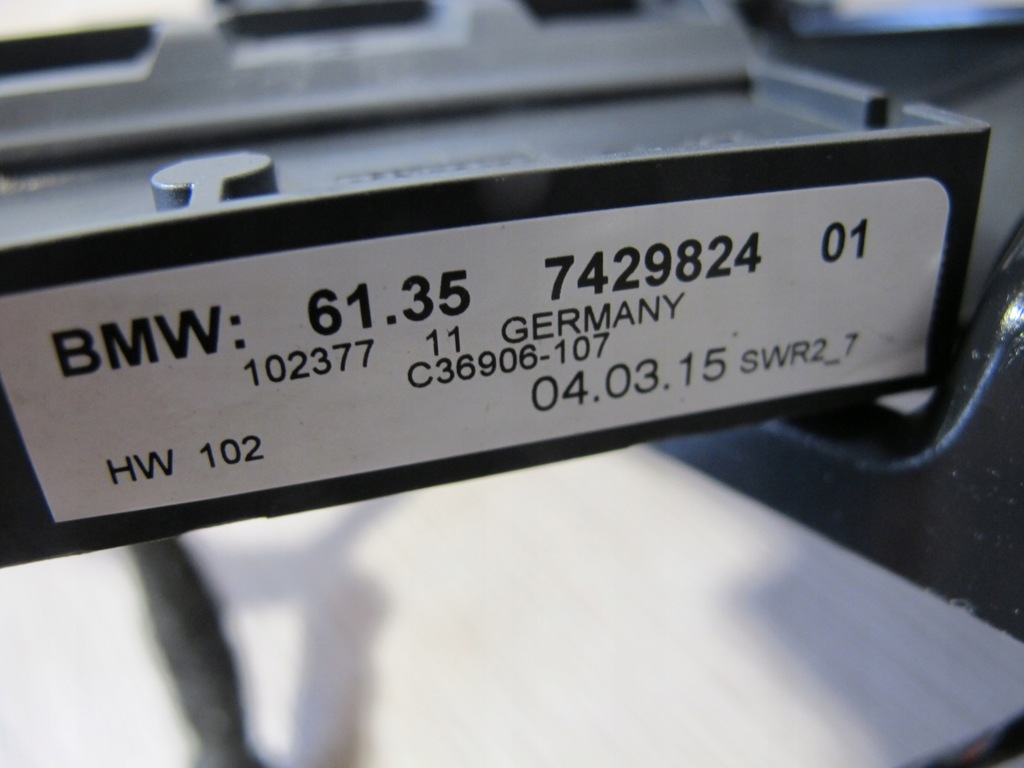 BMW: 61.35 7429824 01
102377 11 GERMANY
C36906-107
04.03.15 SWR2_7
HW 102